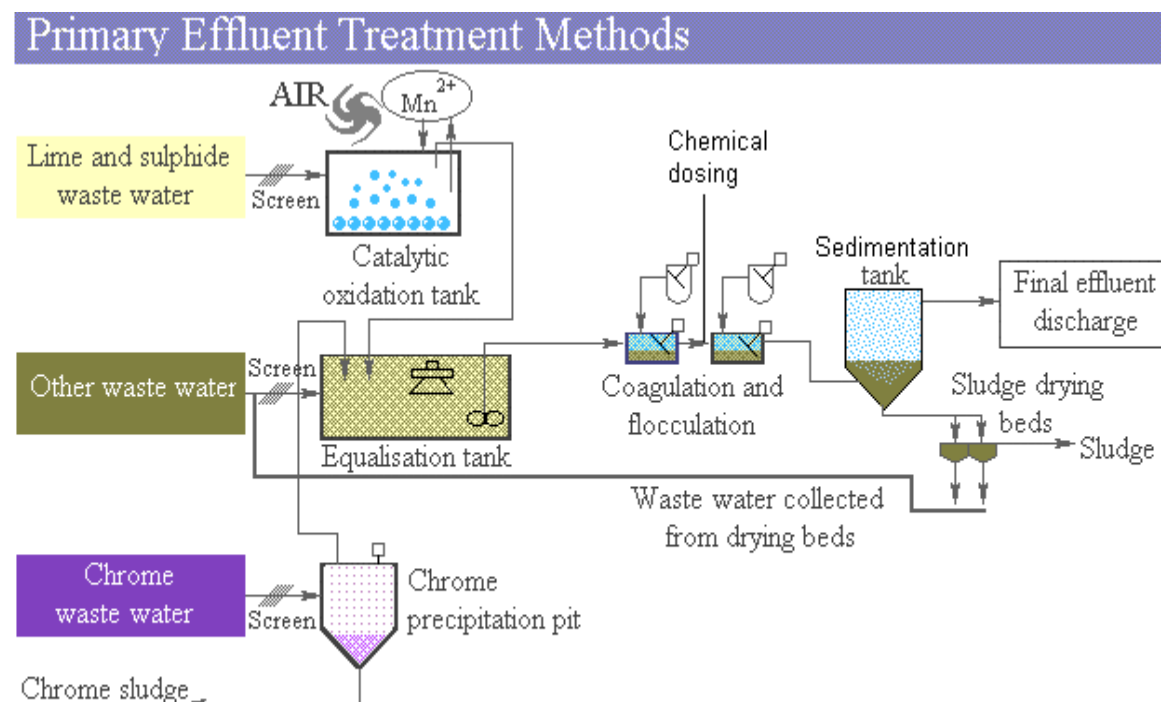 Primary Effluent Treatment Methods
AIR
Mn2+
Lime and sulphide
waste water
Screen
Catalytic
oxidation tank
Chemical
dosing
Sedimentation
tank
Final effluent
discharge
Other waste water
Screen
Equalisation tank
Coagulation and
flocculation
Sludge drying
beds
Sludge
Waste water collected
from drying beds
Chrome
waste water
Screen
Chrome
precipitation pit
Chrome sludge